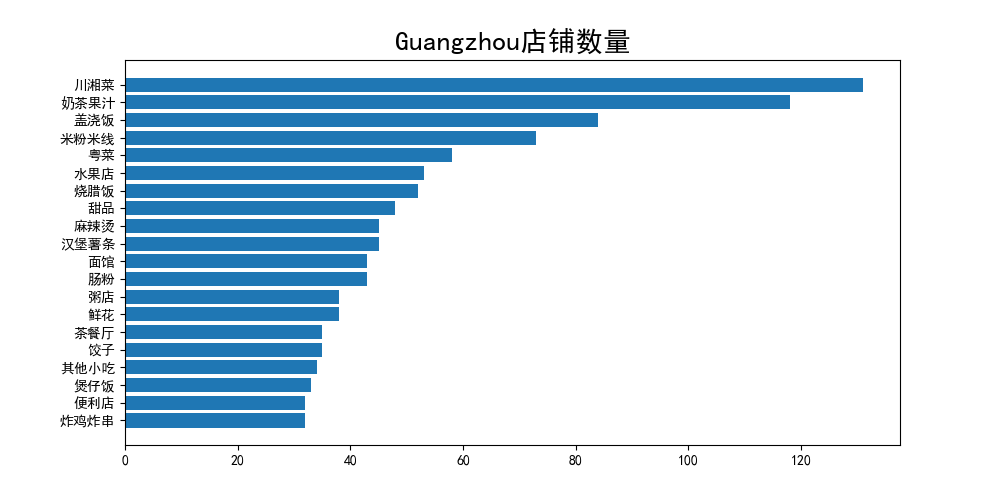 Guangzhou店铺数量
川湘菜
奶茶果汁
盖浇饭
米粉米线
粤菜
水果店
烧腊饭
甜品
麻辣烫
汉堡薯条
面馆
肠粉
粥店
鲜花
茶餐厅
饺子
其他小吃
煲仔饭
便利店
炸鸡炸串
0 20 40 60 80 100 120